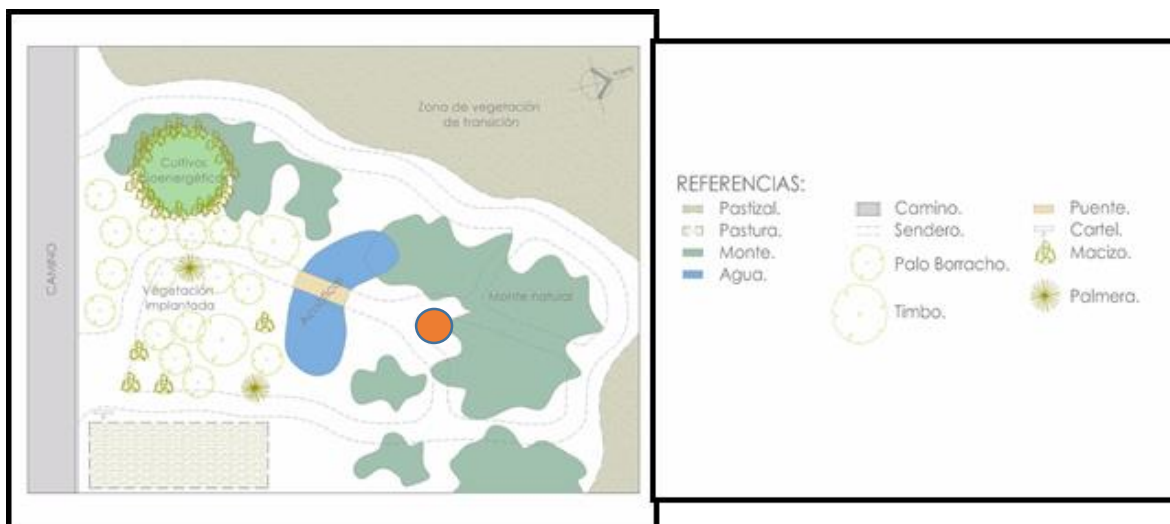 Zona de vegetación
de transición
Cultivos
bioenergéticos
CAMINO
Vegetación
implantada
Monte natural
REFERENCIAS:
Pastizal.
Pastura.
Monte.
Agua.
Camino.
Sendero.
Palo Borracho.
Timbo.
Puente.
Cartel.
Macizo.
Palmera.